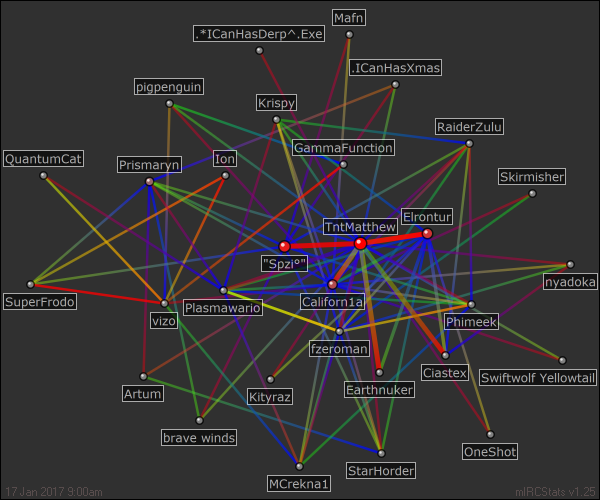 Mafn
.*ICanHasDerp^.Exe
.ICanHasXmas
pigpenguin
Krispy
RaiderZulu
GammaFunction
QuantumCat
Prismaryn
Ion
Skirmisher
TntMatthew
Elrontur
"Spzi°"
nyadoka
Californ1a
SuperFrodo
vizo
Plasmawario
Phimeek
fzeroman
Ciastex
Swiftwolf Yellowtail
Artum
Kityraz
Earthnuker
brave winds
OneShot
StarHorder
MCrekna1
17 Jan 2017 9:00am
mIRCStats v1.25